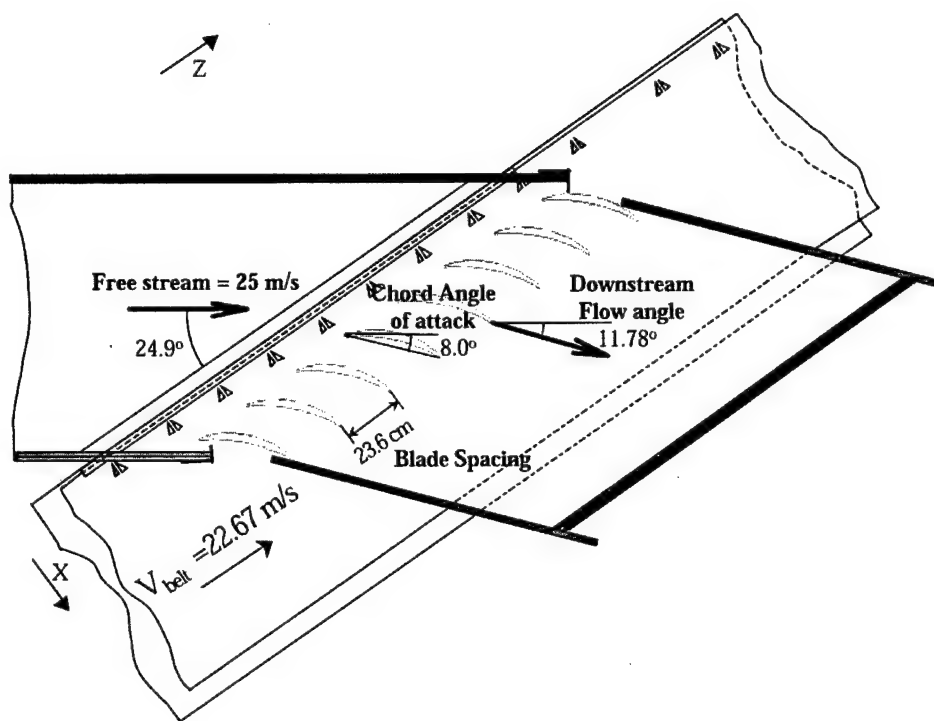 Z
Free stream = 25 m/s
24.9°
Chord Angle
of attack
8.0°
Downstream
Flow angle
11.78°
23.6 cm
Blade Spacing
V belt =22.67 m/s
X